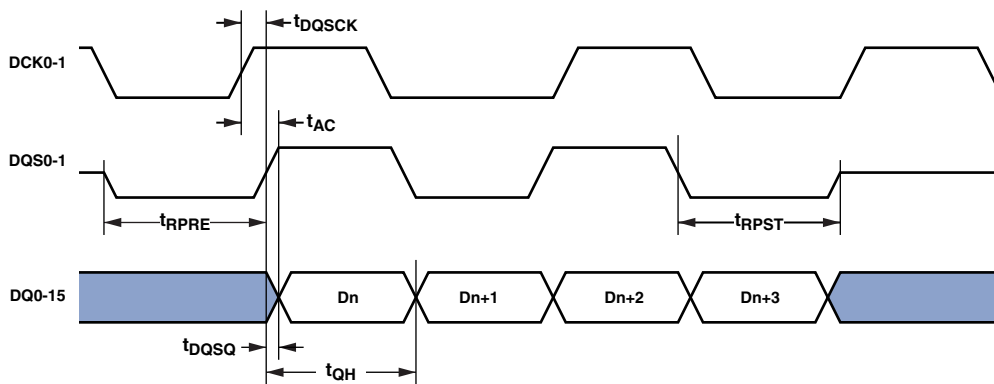 tDQSCK
DCK0-1
tAC
DQS0-1
tRPRE
tRPST
DQ0-15
Dn
Dn+1
Dn+2
Dn+3
tDQSQ
tQH